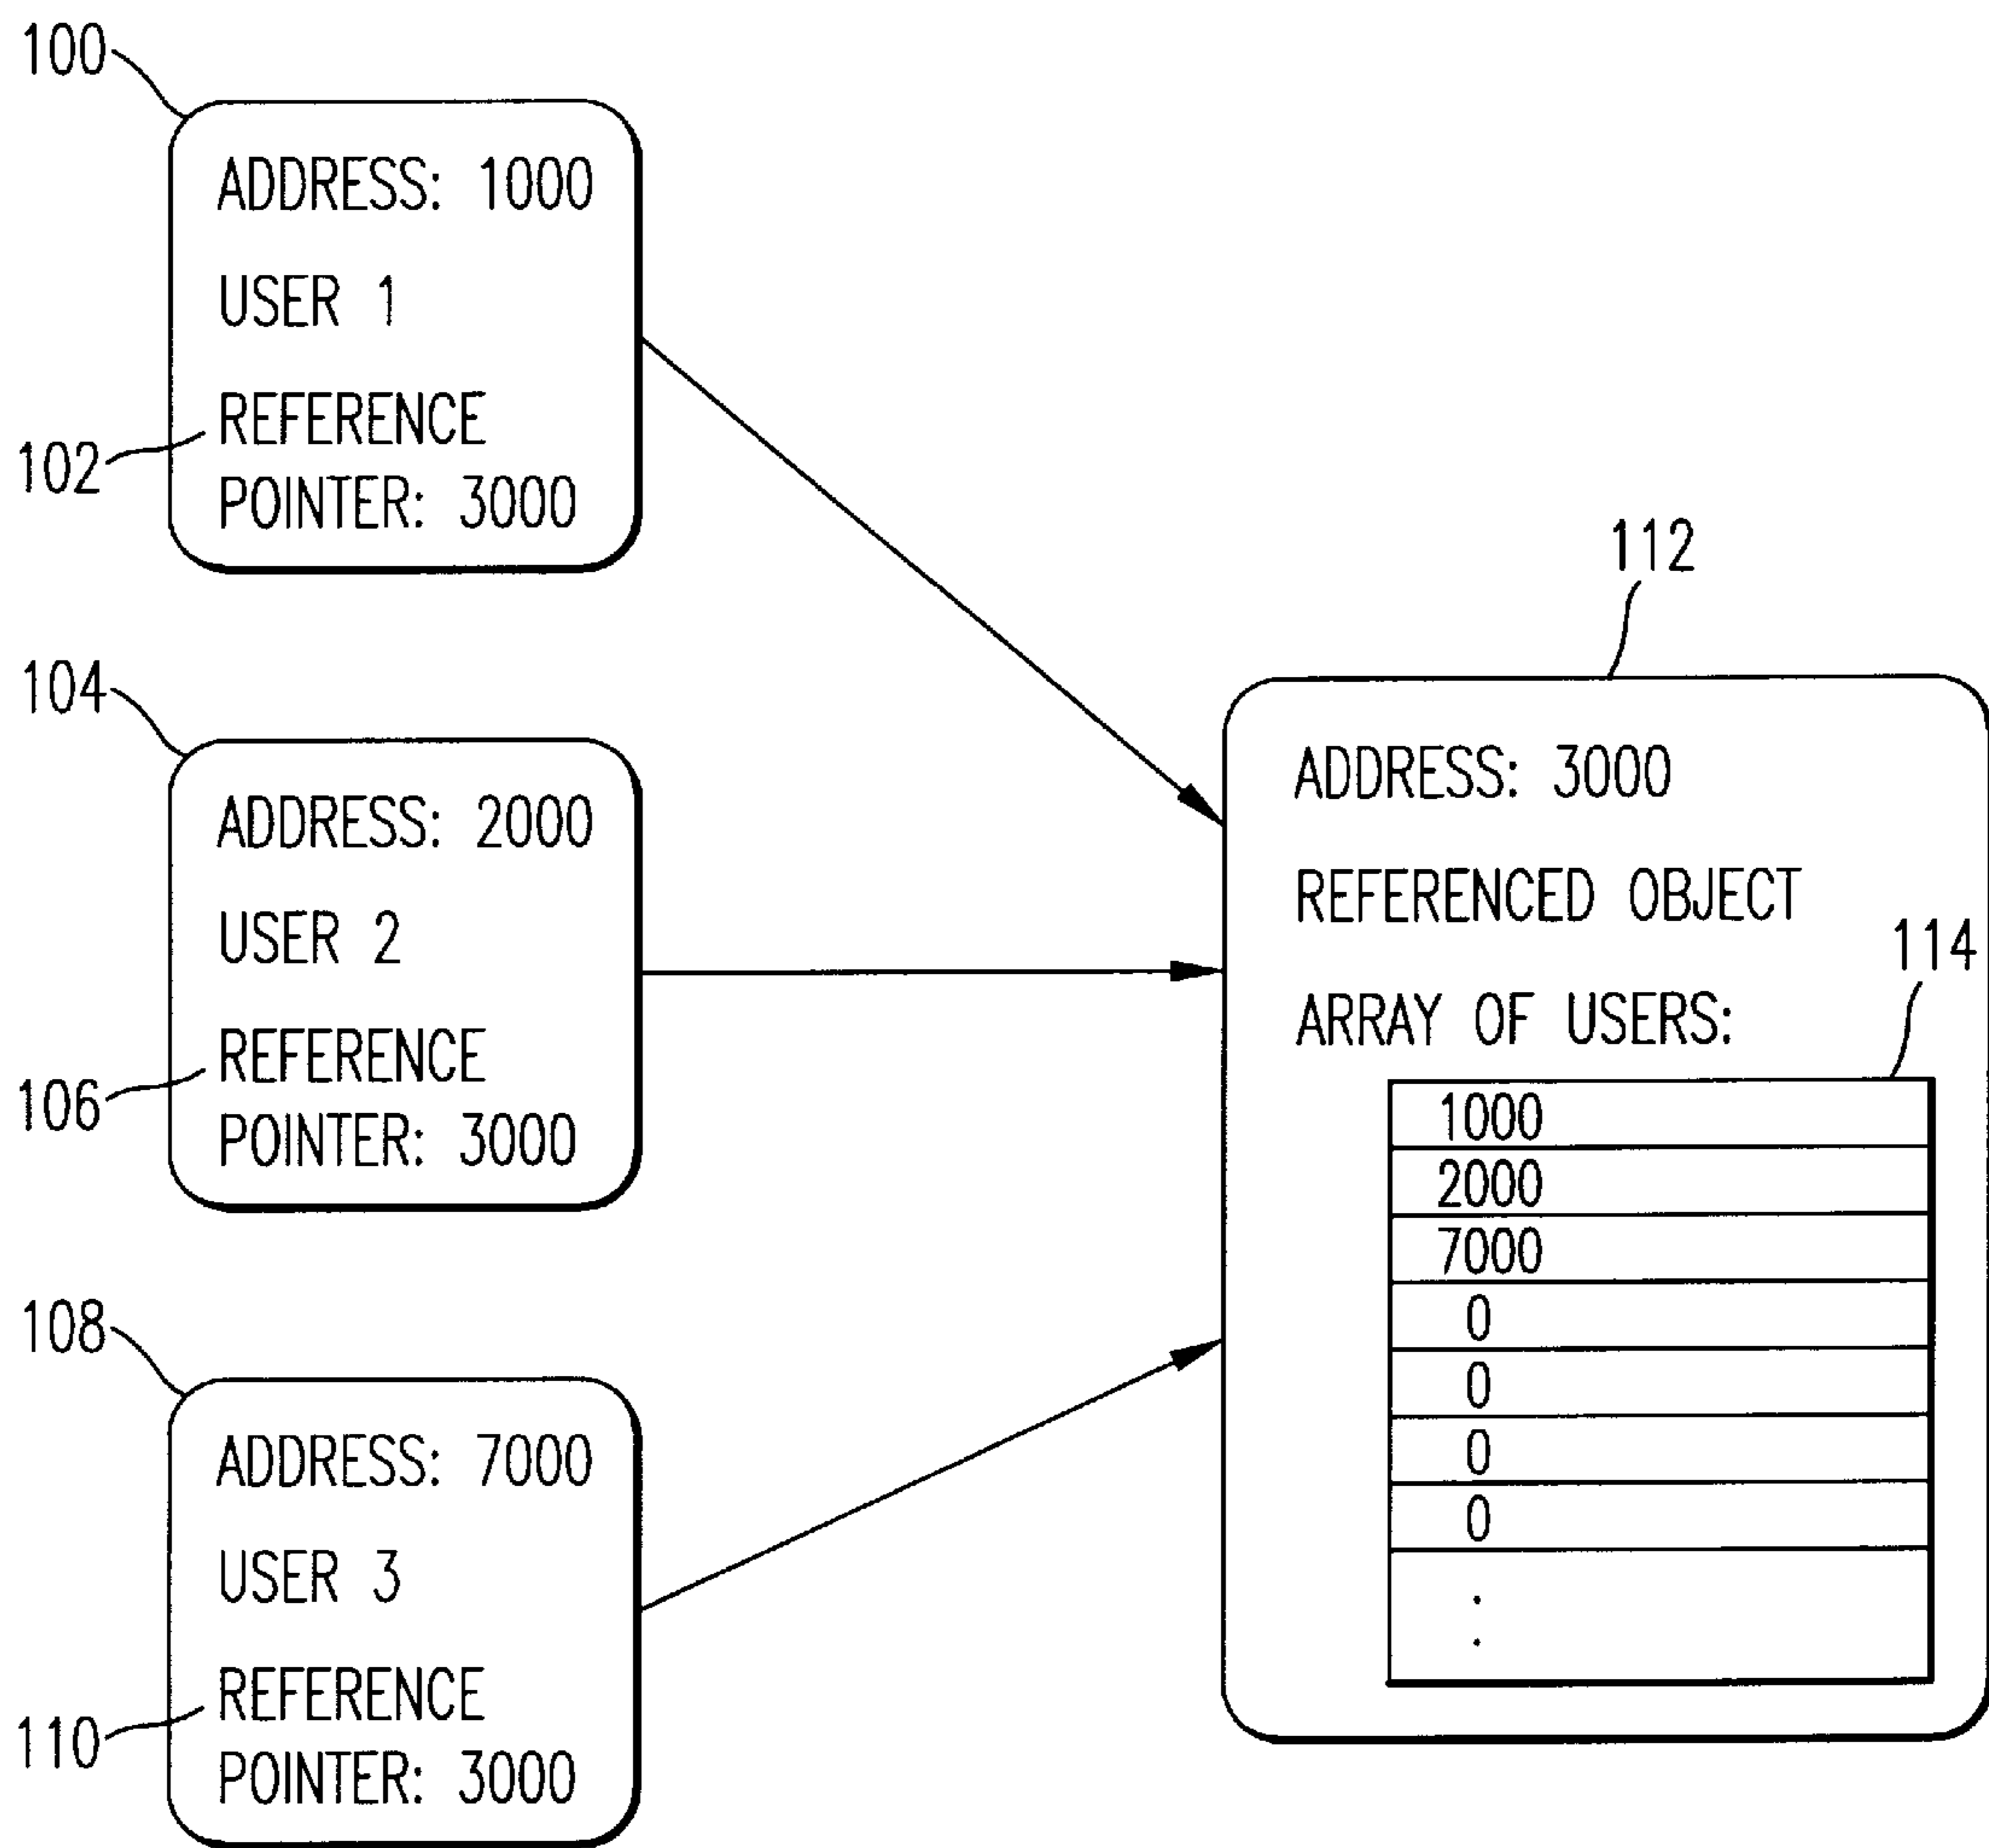 100
ADDRESS: 1000
USER 1
REFERENCE
102
POINTER: 3000
104
ADDRESS: 2000
USER 2
REFERENCE
106
POINTER: 3000
108
ADDRESS: 7000
USER 3
REFERENCE
110
POINTER: 3000
112
ADDRESS: 3000
REFERENCED OBJECT
114
ARRAY OF USERS:
1000
2000
7000
0
0
0
0
: